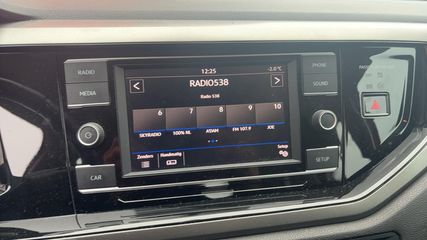 RADIO
MEDIA
CAR
12:25
-2.0°C
RADIO538
Radio 538
6 7 8 9 10
SKYRADIO 100% NL ADAM FM 107.9 JOE
Zenders Handmatig Setup
PHONE
SOUND
SETUP